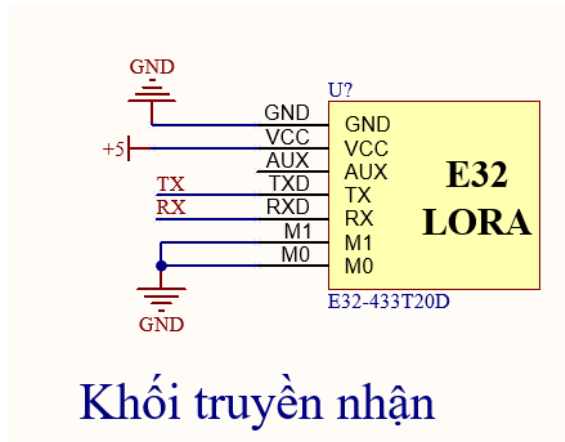 GND
U?
GND GND
+5 VCC VCC
AUX AUX E32
TX TXD TX
RX RXD RX LORA
M1 M1
M0 M0
E32-433T20D
GND
Khối truyền nhận